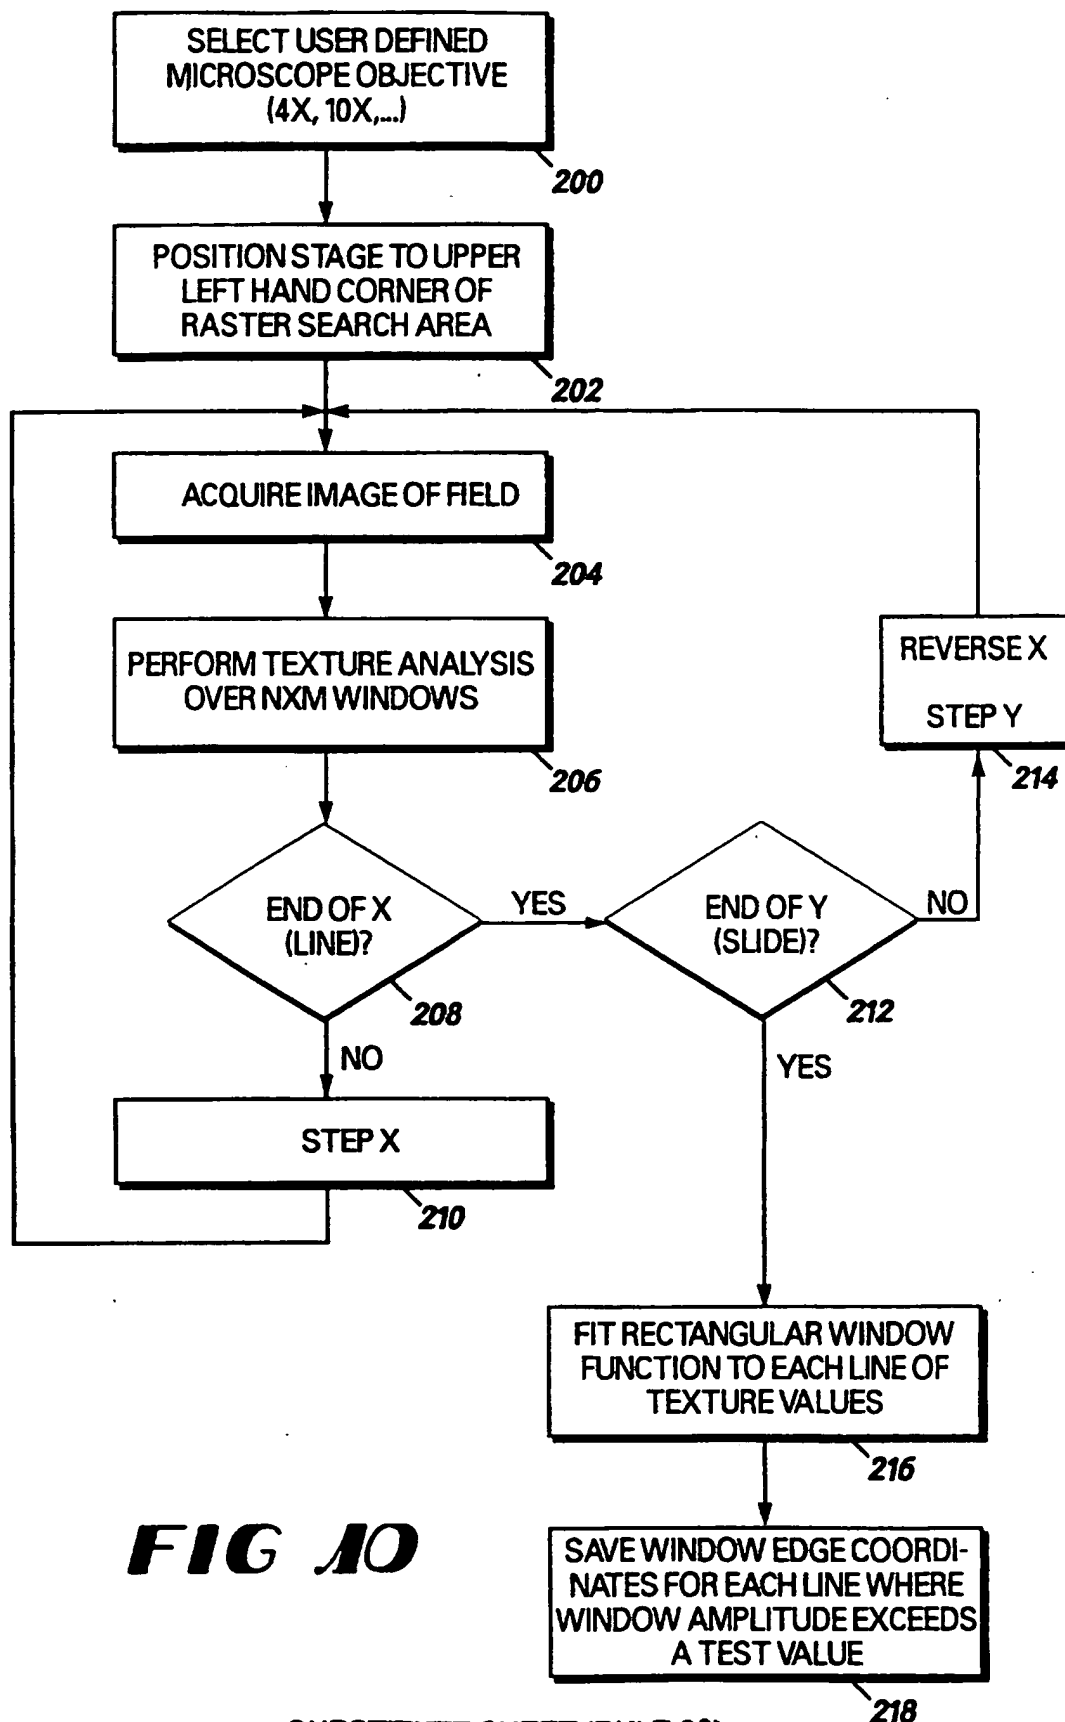 SELECT USER DEFINED
MICROSCOPE OBJECTIVE
(4X, 10X,...)
200
POSITION STAGE TO UPPER
LEFT HAND CORNER OF
RASTER SEARCH AREA
202
ACQUIRE IMAGE OF FIELD
204
PERFORM TEXTURE ANALYSIS
OVER NXM WINDOWS
206
REVERSE X
STEP Y
214
END OF X
(LINE)?
208
YES
END OF Y
(SLIDE)?
212
NO
NO
YES
STEP X
210
FIT RECTANGULAR WINDOW
FUNCTION TO EACH LINE OF
TEXTURE VALUES
216
FIG 10
SAVE WINDOW EDGE COORDI-
NATES FOR EACH LINE WHERE
WINDOW AMPLITUDE EXCEEDS
A TEST VALUE
218